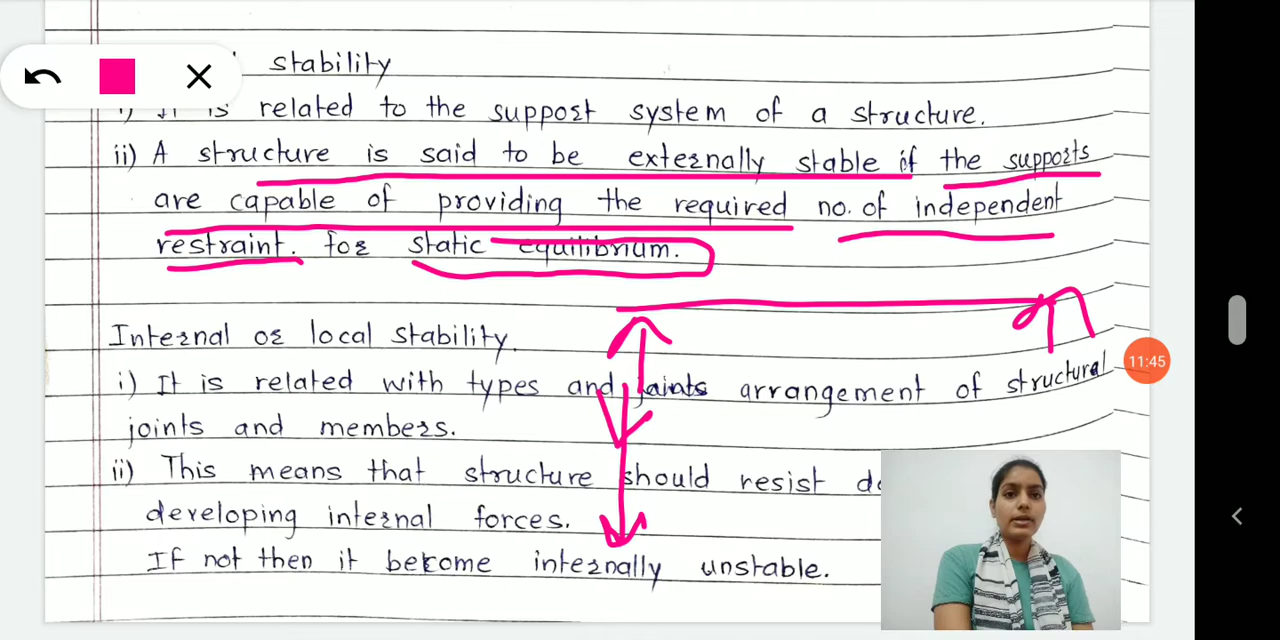 stability
i) It is related to the support system of a structure.
ii) A structure is said to be externally stable if the supports
are capable of providing the required no. of independent
restraint. for static equilibrium.
Internal or local stability.
i) It is related with types and joints arrangement of structural
joints and members.
ii) This means that structure should resist
developing internal forces.
If not then it become internally unstable.
11:45